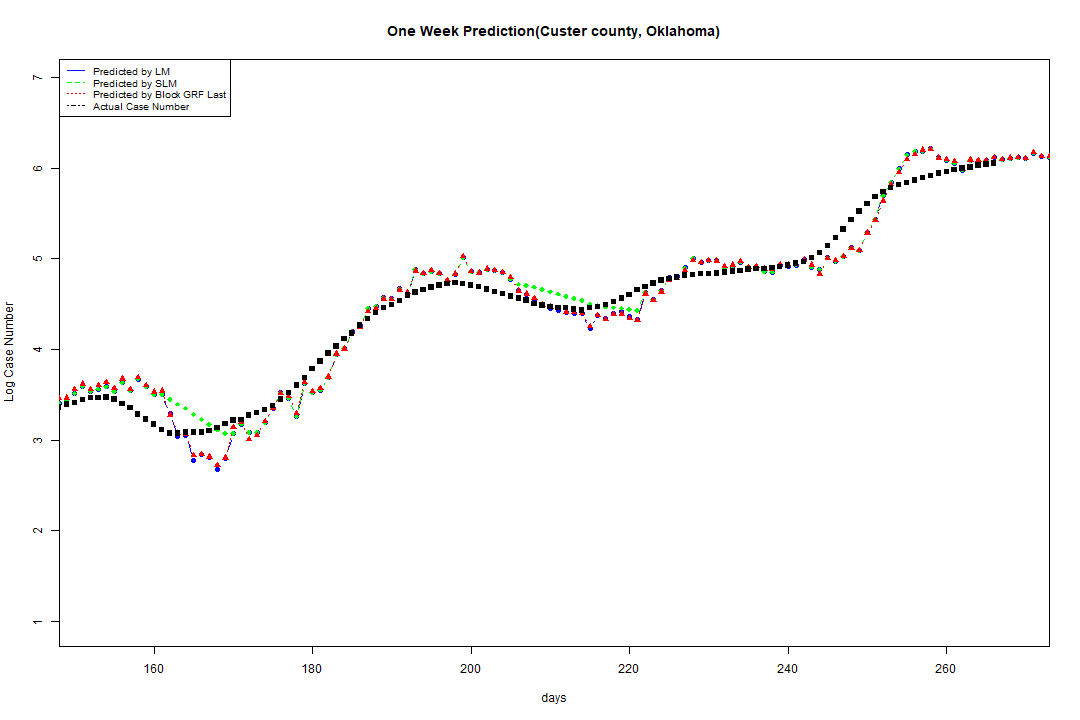 One Week Prediction(Custer county, Oklahoma)
Predicted by LM
Predicted by SLM
Predicted by Block GRF Last
Actual Case Number
7
6
5
4
3
2
1
Log Case Number
160 180 200 220 240 260
days